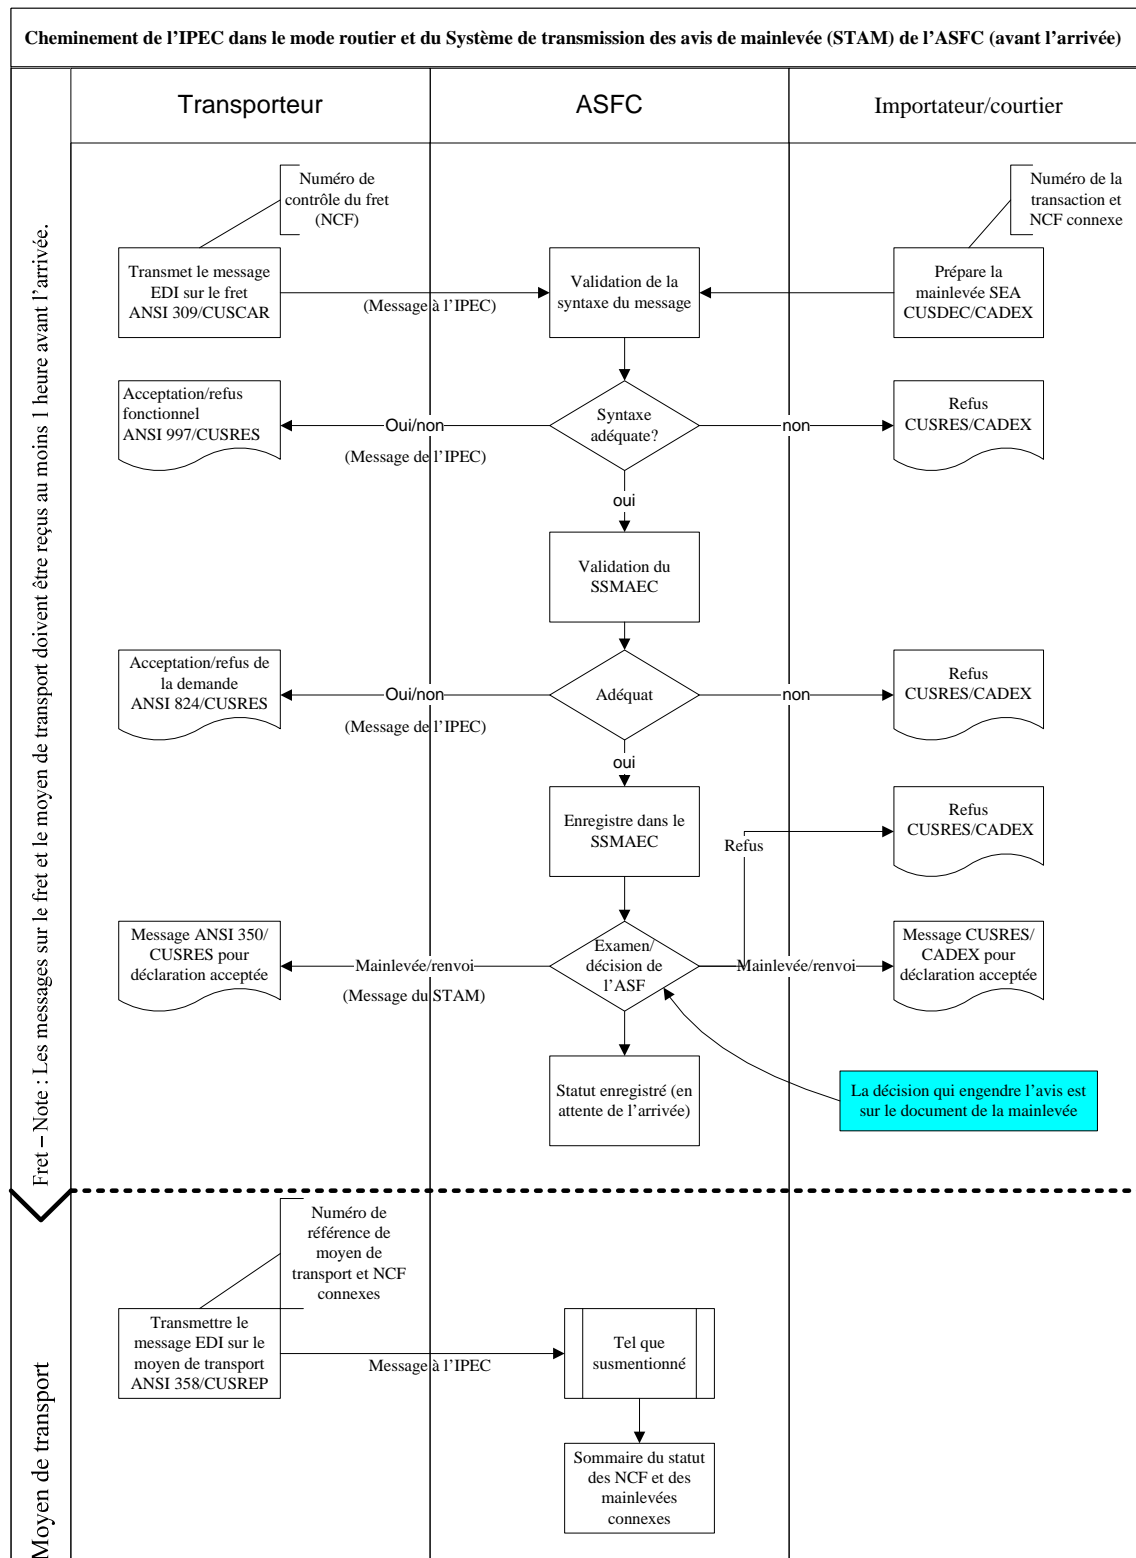 Cheminement de l'IPEC dans le mode routier et du Système de transmission des avis de mainlevée (STAM) de l'ASFC (avant l'arrivée)
Transporteur
ASFC
Importateur/courtier
Fret – Note : Les messages sur le fret et le moyen de transport doivent être reçus au moins 1 heure avant l'arrivée.
Numéro de
contrôle du fret
(NCF)
Numéro de la
transaction et
NCF connexe
Transmet le message
EDI sur le fret
ANSI 309/CUSCAR
(Message à l'IPEC)
Validation de la
syntaxe du message
Prépare la
mainlevée SEA
CUSDEC/CADEX
Acceptation/refus
fonctionnel
ANSI 997/CUSRES
Oui/non
(Message de l'IPEC)
Syntaxe
adéquate?
non
Refus
CUSRES/CADEX
oui
Validation du
SSMAEC
Acceptation/refus de
la demande
ANSI 824/CUSRES
Oui/non
(Message de l'IPEC)
Adéquat
non
Refus
CUSRES/CADEX
oui
Enregistre dans le
SSMAEC
Refus
Refus
CUSRES/CADEX
Message ANSI 350/
CUSRES pour
déclaration acceptée
Mainlevée/renvoi
(Message du STAM)
Examen/
décision de
l'ASF
Mainlevée/renvoi
Message CUSRES/
CADEX pour
déclaration acceptée
Statut enregistré (en
attente de l'arrivée)
La décision qui engendre l'avis est
sur le document de la mainlevée
Moyen de transport
Numéro de
référence de
moyen de
transport et NCF
connexes
Transmettre le
message EDI sur le
moyen de transport
ANSI 358/CUSREP
Message à l'IPEC
Tel que
susmentionné
Sommaire du statut
des NCF et des
mainlevées
connexes